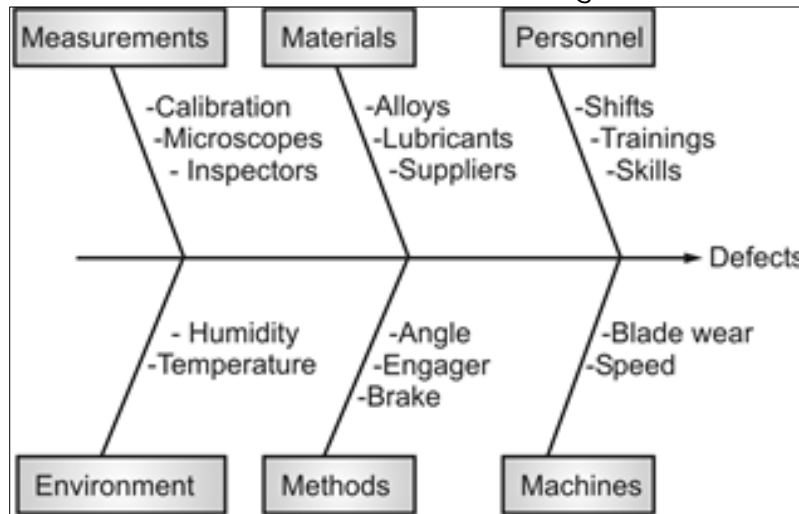 Measurements
Materials
Personnel
-Calibration
-Microscopes
- Inspectors
-Alloys
-Lubricants
-Suppliers
-Shifts
-Trainings
-Skills
Defects
- Humidity
-Temperature
-Angle
-Engager
-Brake
-Blade wear
-Speed
Environment
Methods
Machines